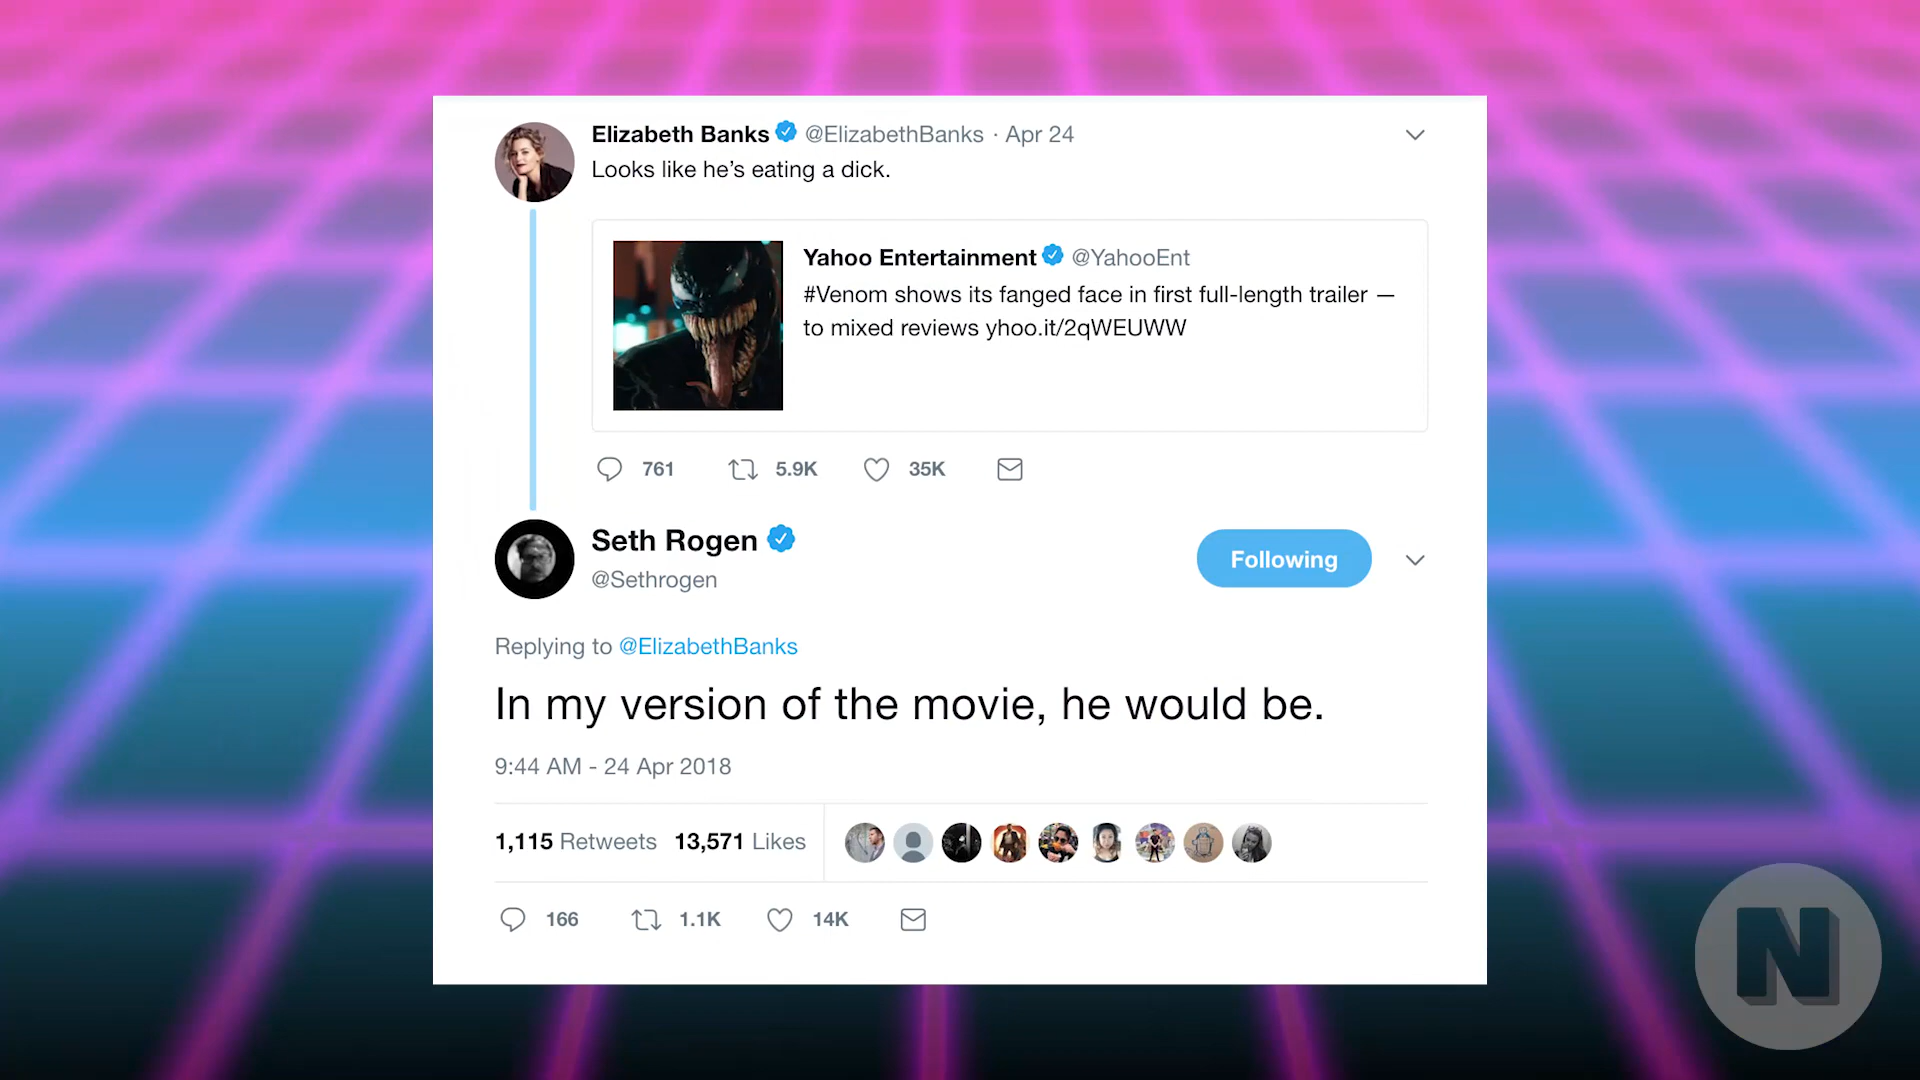 Elizabeth Banks @ElizabethBanks · Apr 24
Looks like he’s eating a dick.
Yahoo Entertainment @YahooEnt
#Venom shows its fanged face in first full-length trailer —
to mixed reviews yhoo.it/2qWEUWW
761 5.9K 35K
Seth Rogen
@Sethrogen
Following
Replying to @ElizabethBanks
In my version of the movie, he would be.
9:44 AM - 24 Apr 2018
1,115 Retweets 13,571 Likes
166 1.1K 14K
N